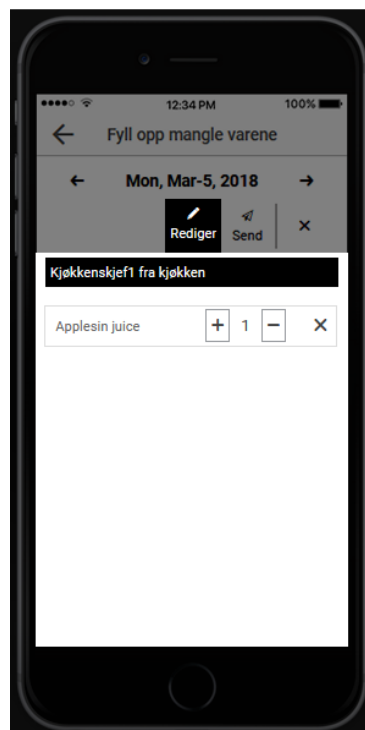 12:34 PM 100%
Fyll opp mangle varene
Mon, Mar-5, 2018
Rediger Send
Kjøkkenskjef1 fra kjøkken
Applesin juice + 1 −